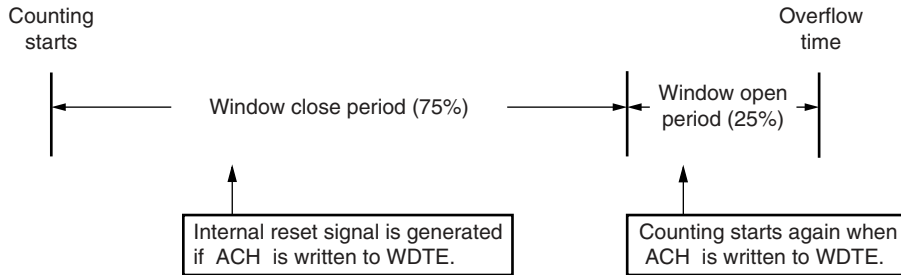 Counting
starts
Overflow
time
Window close period (75%)
Window open
period (25%)
Internal reset signal is generated
if ACH is written to WDTE.
Counting starts again when
ACH is written to WDTE.